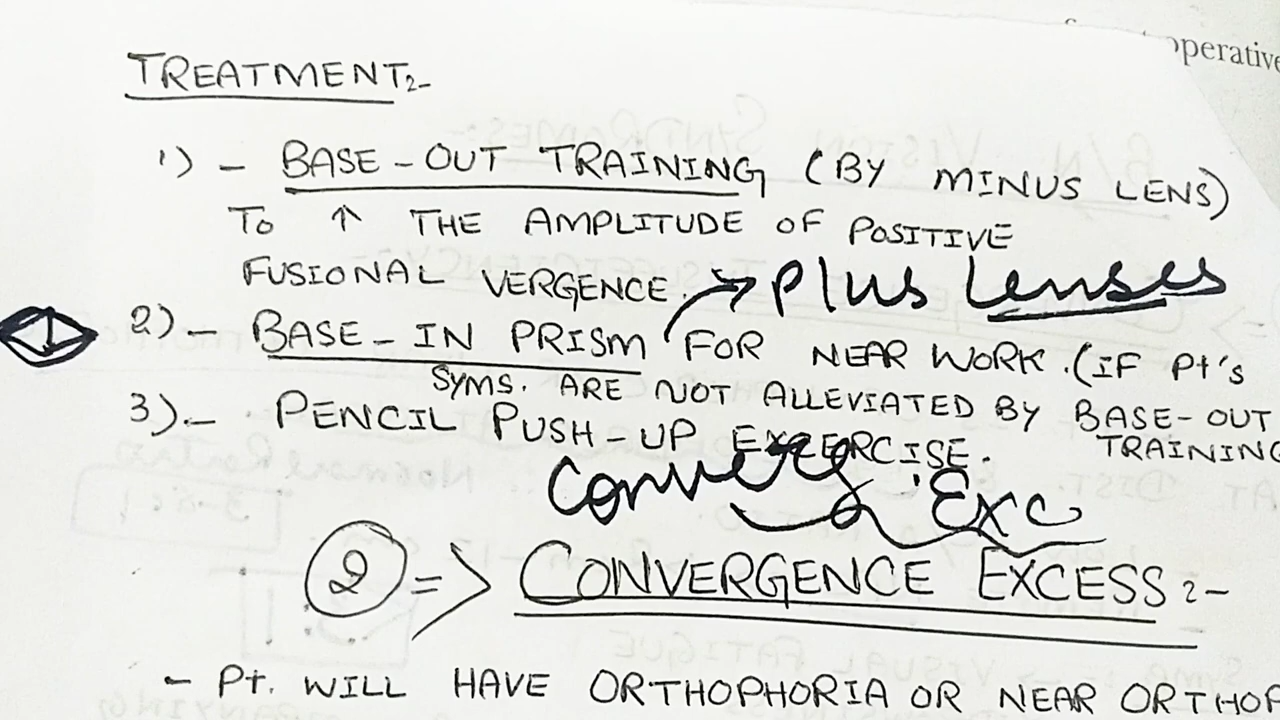 operative
TREATMENT:-
1) - BASE-OUT TRAINING (BY MINUS LENS)
TO ↑ THE AMPLITUDE OF POSITIVE
FUSIONAL VERGENCE.
→ Plus Lenses
2) - BASE-IN PRISM FOR NEAR WORK. (IF Pt's
SYMS. ARE NOT ALLEVIATED BY BASE-OUT
TRAINING
3).- PENCIL PUSH-UP EXERCISE.
Converg Exc
2 => CONVERGENCE EXCESS:-
- Pt. WILL HAVE ORTHOPHORIA OR NEAR ORTHOP